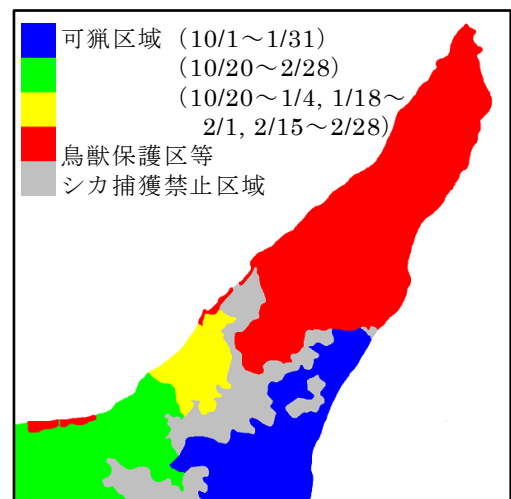 可猟区域（10/1～1/31）
（10/20～2/28）
（10/20～1/4, 1/18～
2/1, 2/15～2/28）
鳥獣保護区等
シカ捕獲禁止区域